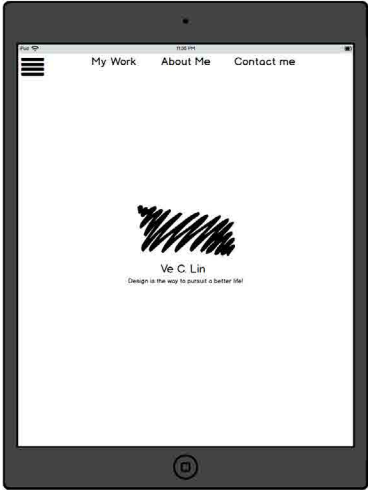 iPad 11:35 PM
My Work About Me Contact me
Ve C. Lin
Design is the way to pursuit a better life!